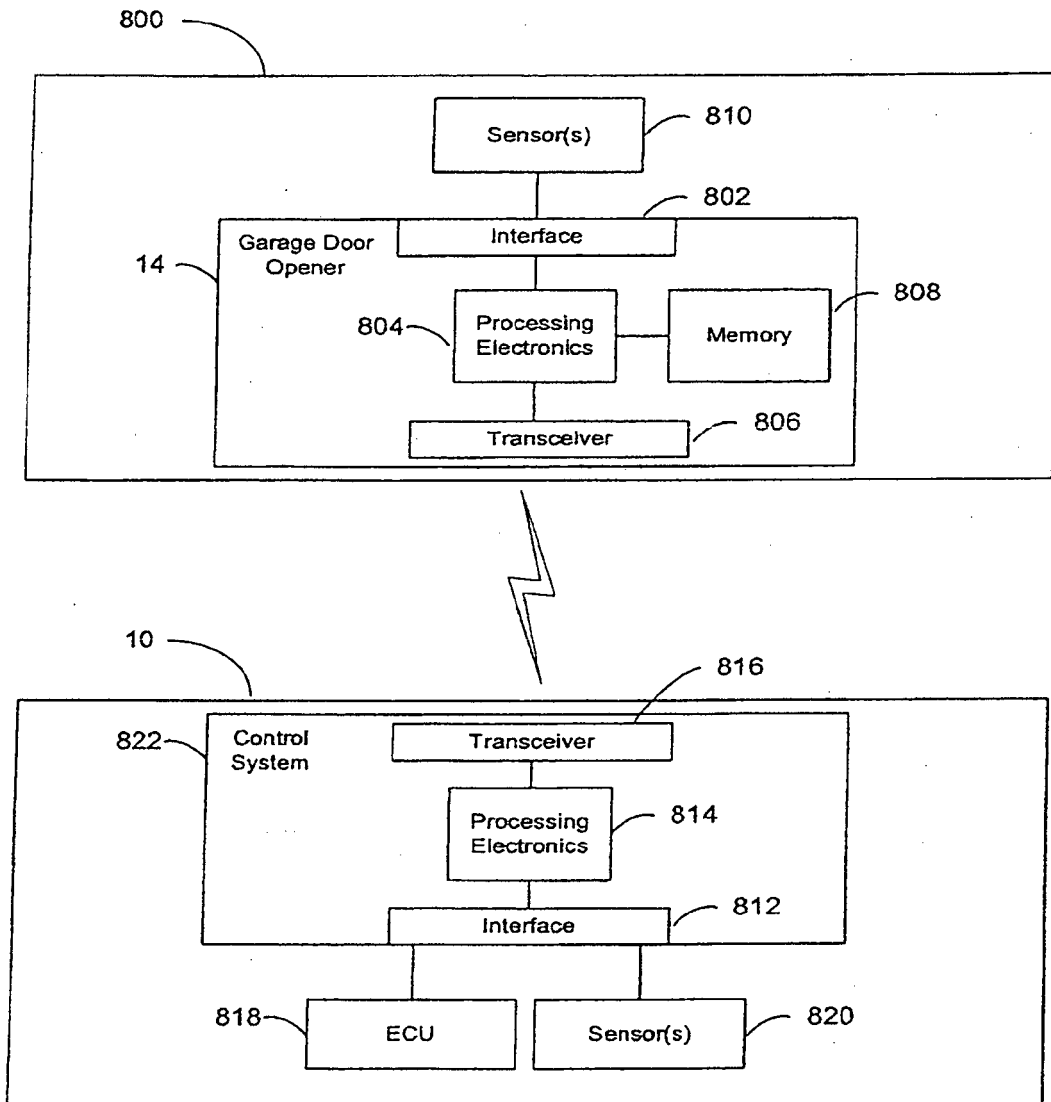 800
Sensor(s)
810
802
Interface
Garage Door
Opener
14
808
804
Processing
Electronics
Memory
Transceiver
806
10
816
822
Control
System
Transceiver
Processing
Electronics
814
Interface
812
818
ECU
Sensor(s)
820